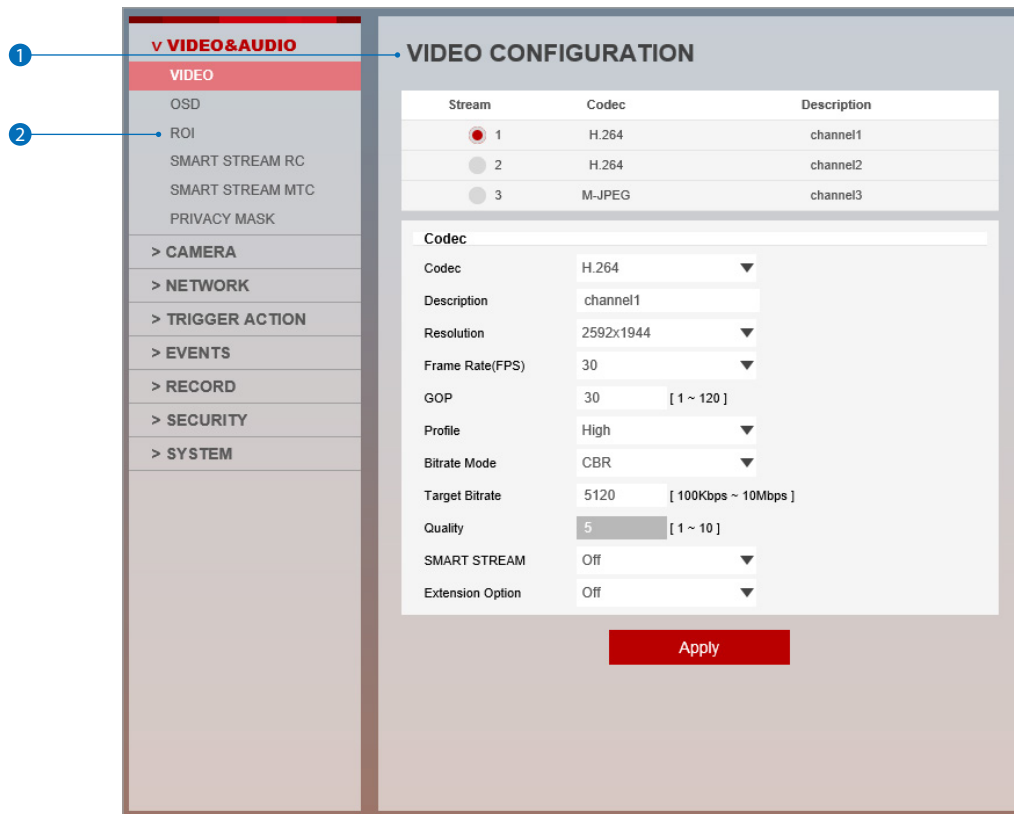 v VIDEO&AUDIO
VIDEO
OSD
ROI
SMART STREAM RC
SMART STREAM MTC
PRIVACY MASK
> CAMERA
> NETWORK
> TRIGGER ACTION
> EVENTS
> RECORD
> SECURITY
> SYSTEM
1
2
VIDEO CONFIGURATION
Stream Codec Description
1 H.264 channel1
2 H.264 channel2
3 M-JPEG channel3
Codec
Codec H.264
Description channel1
Resolution 2592x1944
Frame Rate(FPS) 30
GOP 30 [ 1 ~ 120 ]
Profile High
Bitrate Mode CBR
Target Bitrate 5120 [ 100Kbps ~ 10Mbps ]
Quality 5 [ 1 ~ 10 ]
SMART STREAM Off
Extension Option Off
Apply